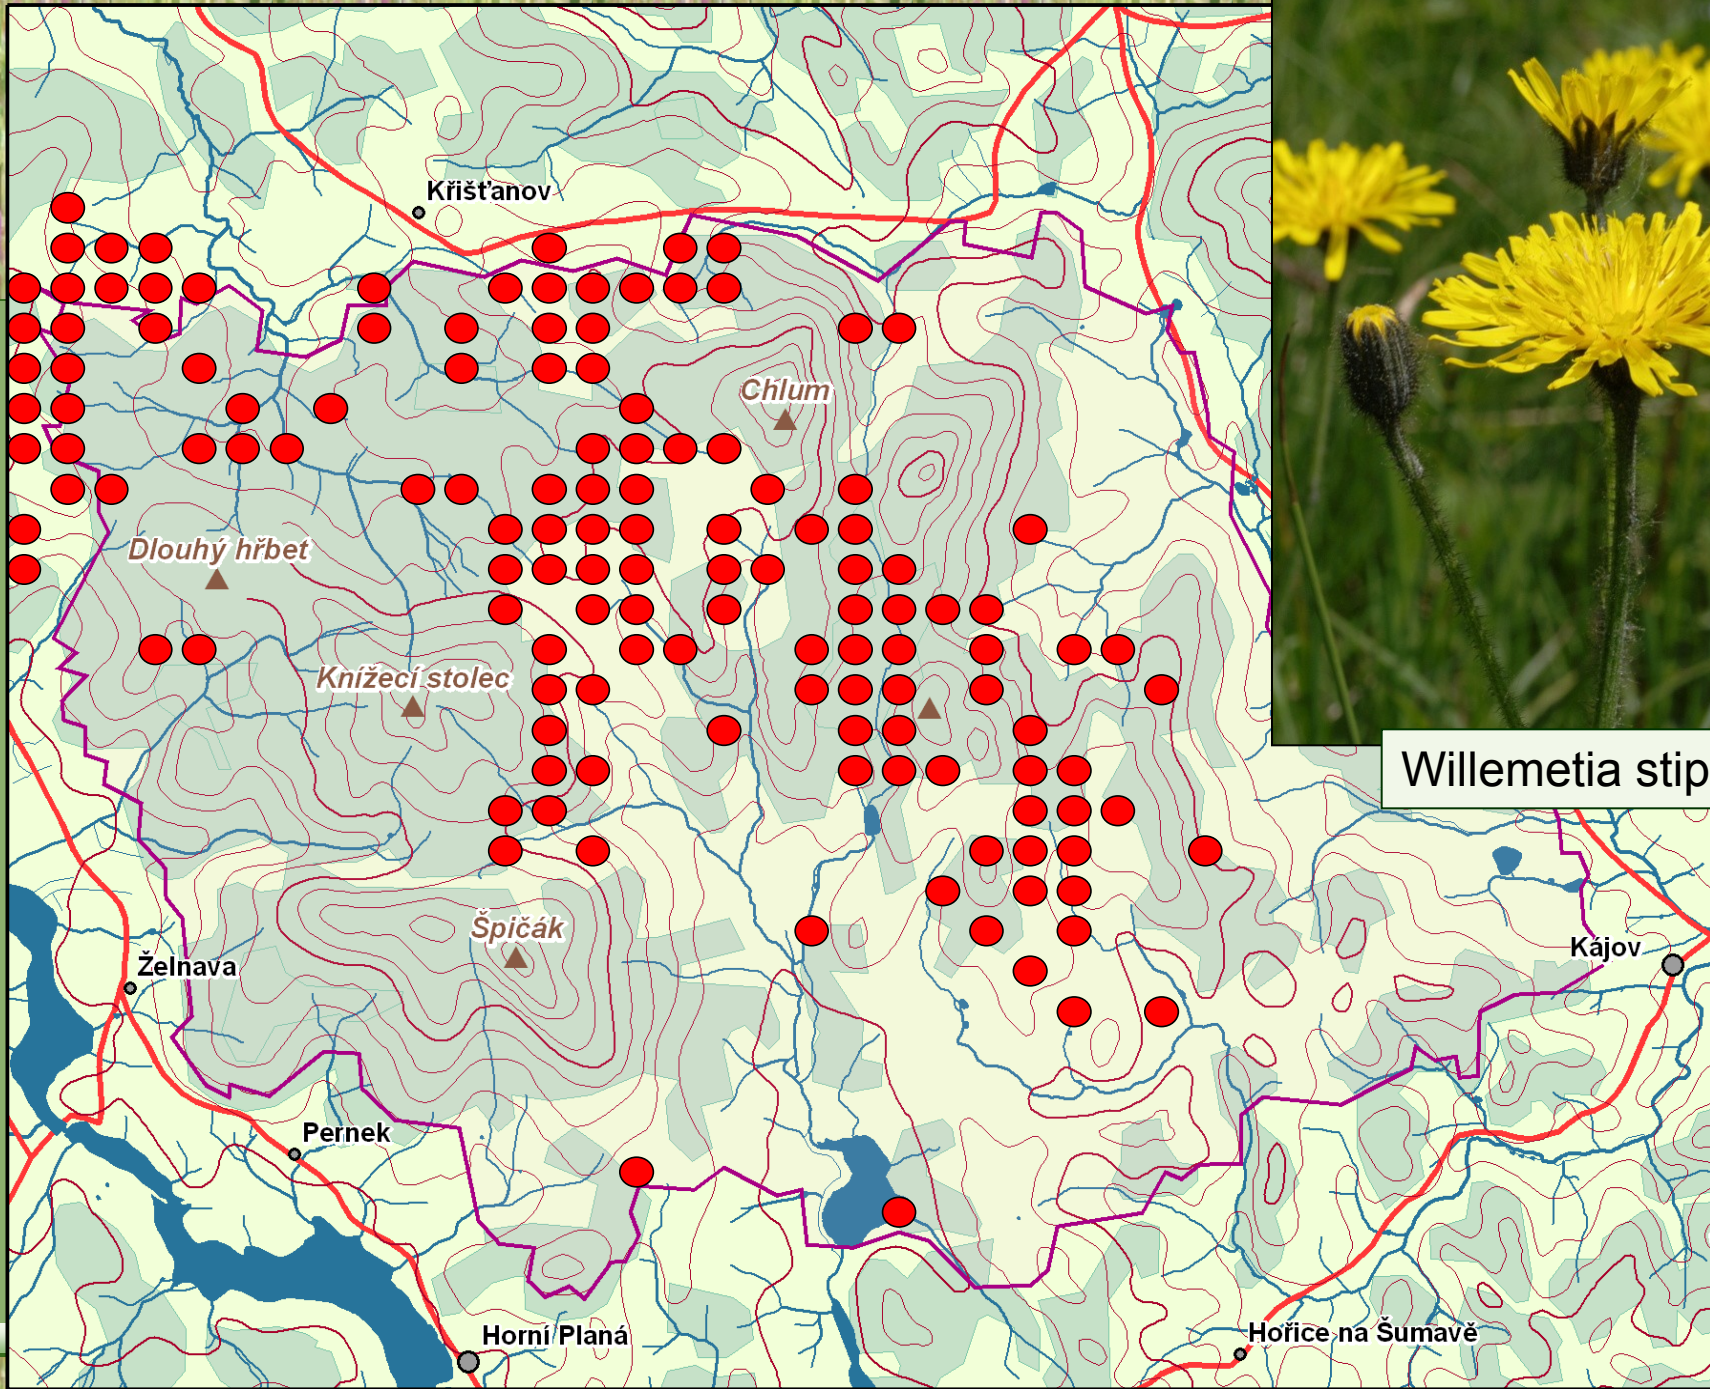 Křišťanov
Chlum
Dlouhý hřbet
Knížecí stolec
Willemetia stip
Špičák
Želnava
Kájov
Pernek
Horní Planá
Hořice na Šumavě